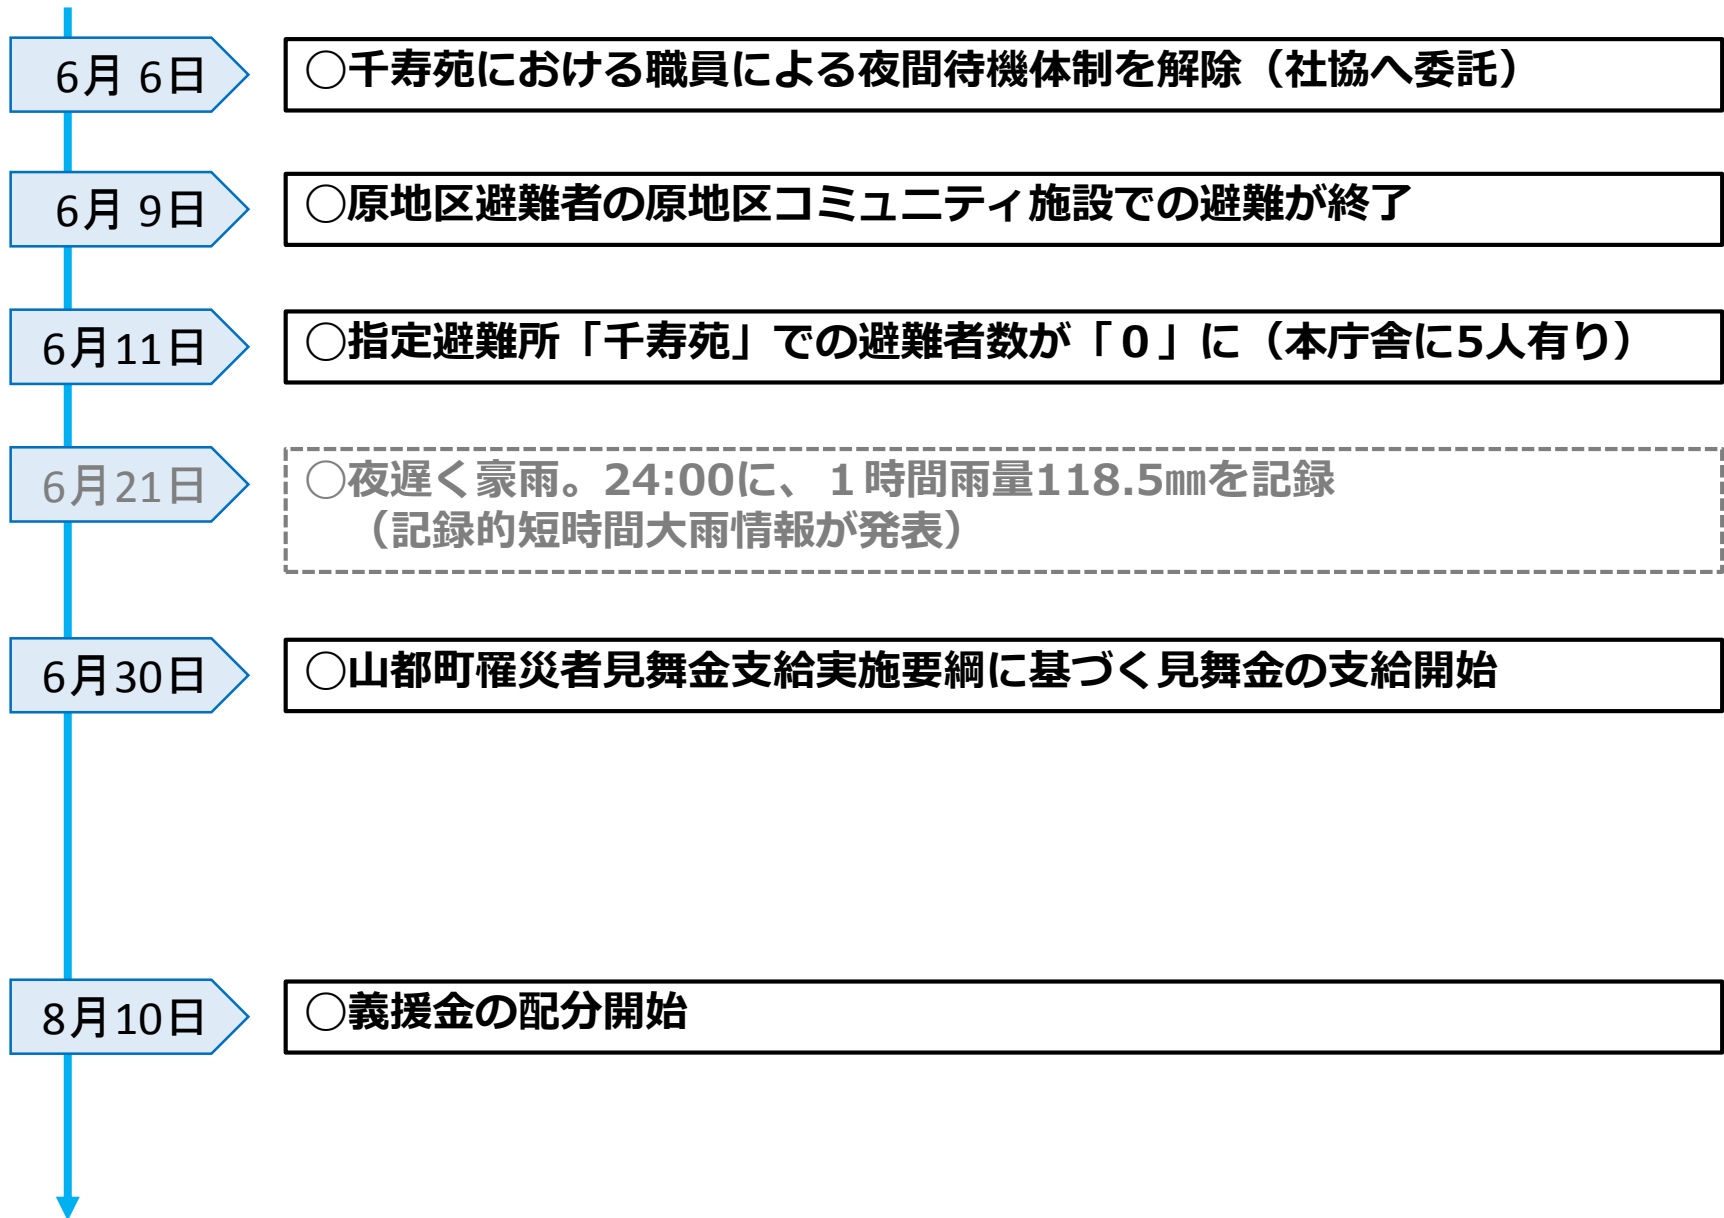 6月 6日
○千寿苑における職員による夜間待機体制を解除（社協へ委託）
6月 9日
○原地区避難者の原地区コミュニティ施設での避難が終了
6月11日
○指定避難所「千寿苑」での避難者数が「０」に（本庁舎に5人有り）
6月21日
○夜遅く豪雨。24:00に、１時間雨量118.5㎜を記録
（記録的短時間大雨情報が発表）
6月30日
○山都町罹災者見舞金支給実施要綱に基づく見舞金の支給開始
8月10日
○義援金の配分開始